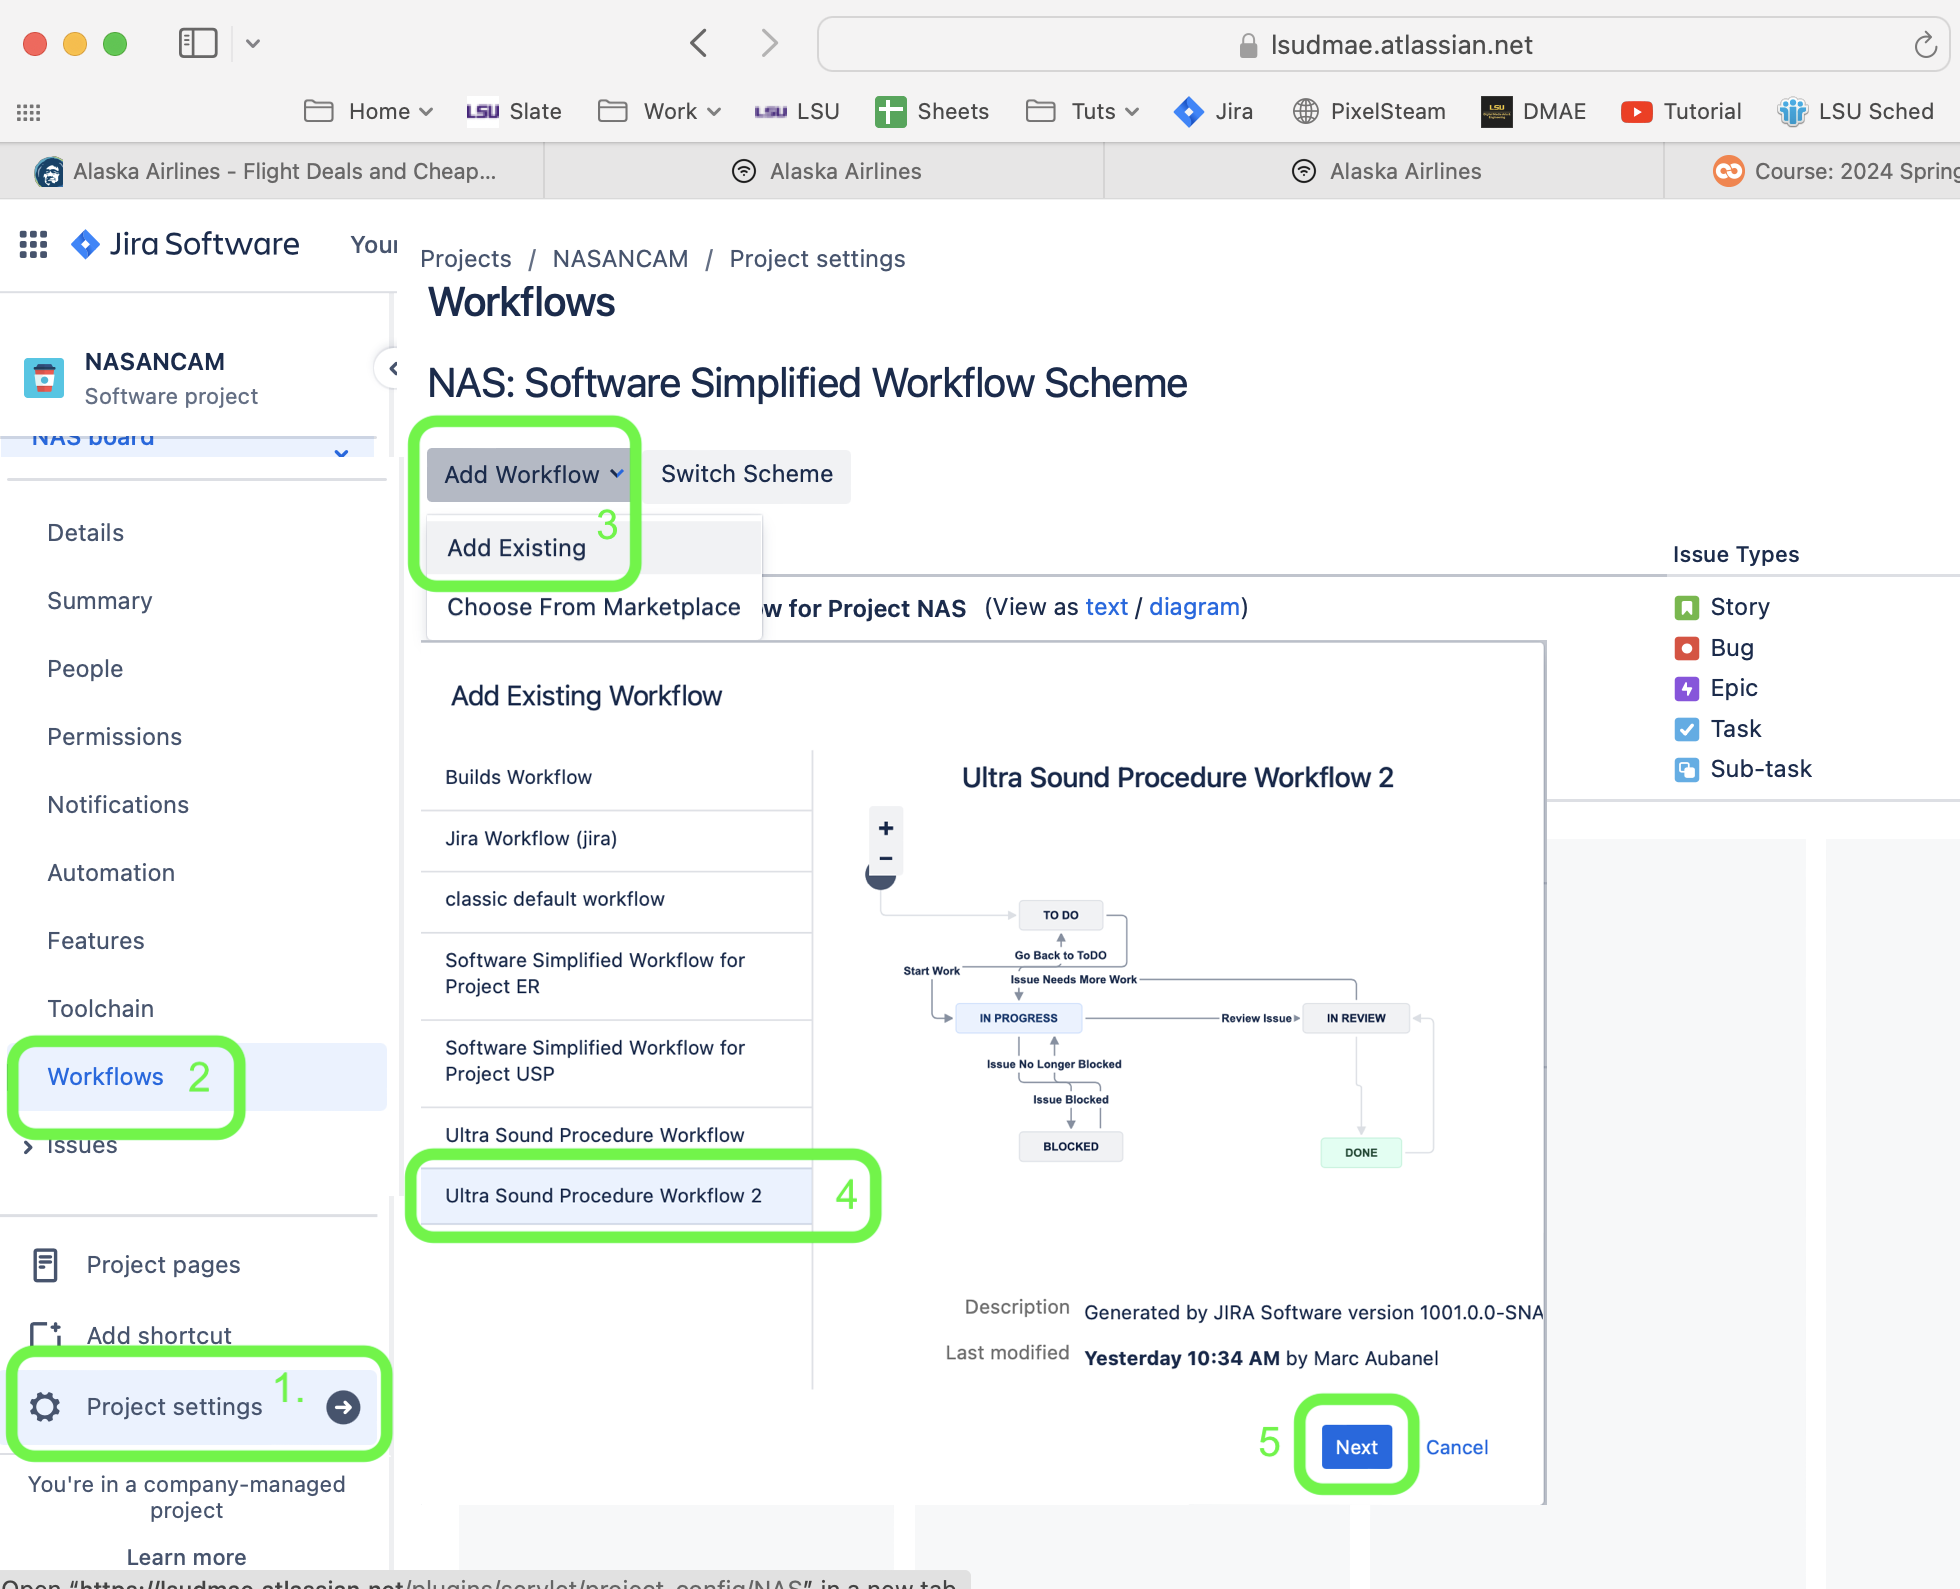 lsudmae.atlassian.net
Home
LSU Slate
Work
LSU LSU
Sheets
Tuts
Jira
PixelSteam
LSU DMAE
Tutorial
LSU Sched
Alaska Airlines - Flight Deals and Cheap...
Alaska Airlines
Alaska Airlines
Course: 2024 Spring
Jira Software
Your
Projects / NASANCAM / Project settings
Workflows
NASANCAM
Software project
NAS board
NAS: Software Simplified Workflow Scheme
Add Workflow
Switch Scheme
3
Add Existing
Choose From Marketplace
w for Project NAS (View as text / diagram)
Issue Types
Story
Bug
Epic
Task
Sub-task
Details
Summary
People
Permissions
Notifications
Automation
Features
Toolchain
Workflows 2
Issues
Project pages
Add shortcut
Project settings 1.
You're in a company-managed
project
Learn more
Add Existing Workflow
Builds Workflow
Jira Workflow (jira)
classic default workflow
Software Simplified Workflow for
Project ER
Software Simplified Workflow for
Project USP
Ultra Sound Procedure Workflow
Ultra Sound Procedure Workflow 2 4
Ultra Sound Procedure Workflow 2
+
−
TO DO
Go Back to ToDO
Start Work
Issue Needs More Work
IN PROGRESS
Review Issue
IN REVIEW
Issue No Longer Blocked
Issue Blocked
BLOCKED
DONE
Description Generated by JIRA Software version 1001.0.0-SNA
Last modified Yesterday 10:34 AM by Marc Aubanel
5 Next Cancel
Open "https://lsudmae.atlassian.net/plugins/servlet/project_config/NAS" in a new tab